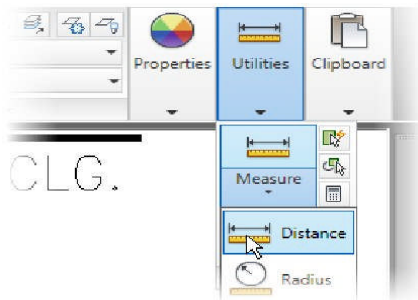 Properties Utilities Clipboard
CLG.
Measure
Distance
Radius